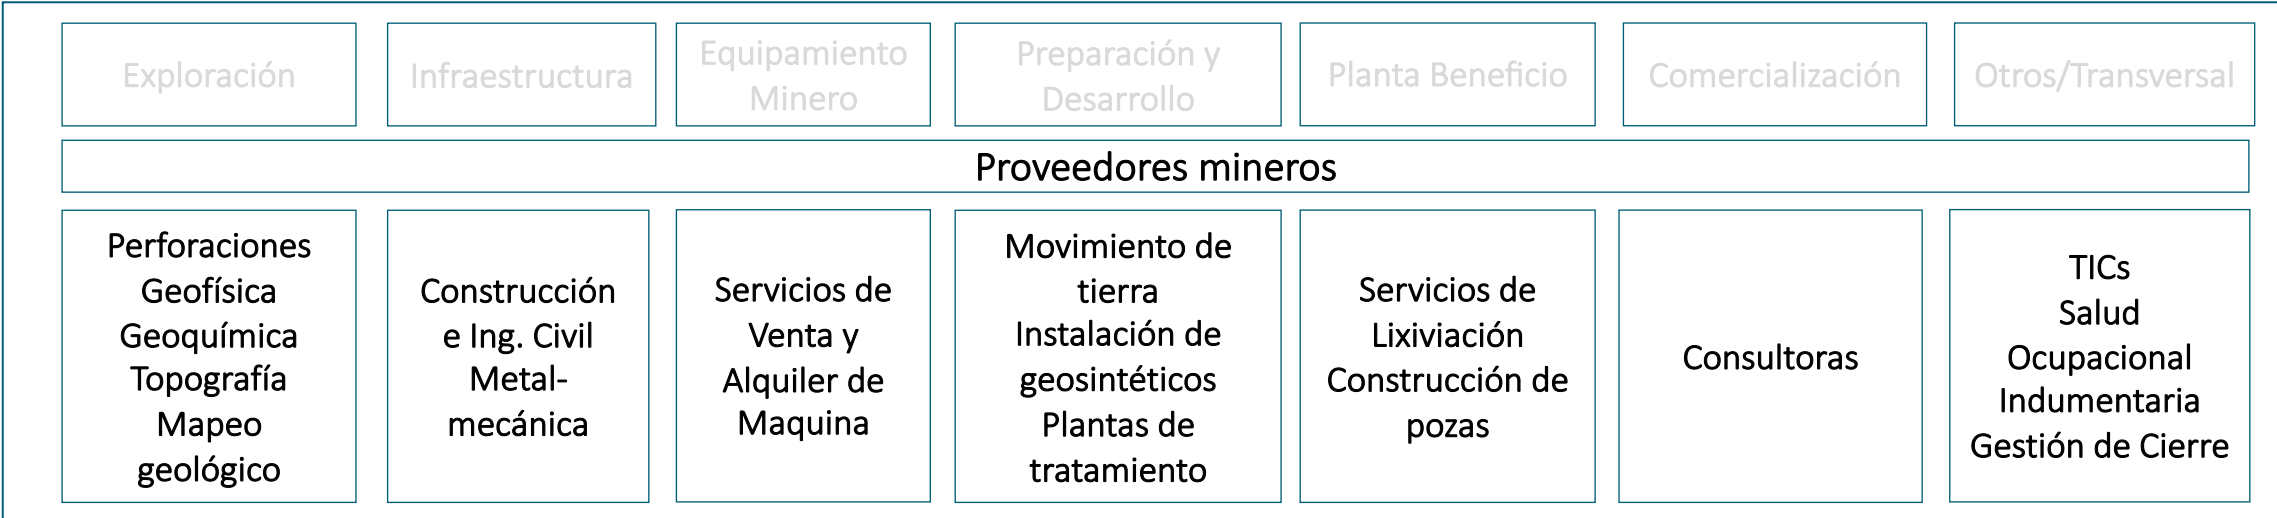 Exploración
Infraestructura
Equipamiento
Minero
Preparación y
Desarrollo
Planta Beneficio
Comercialización
Otros/Transversal
Proveedores mineros
Perforaciones
Geofísica
Geoquímica
Topografía
Mapeo
geológico
Construcción
e Ing. Civil
Metal-
mecánica
Servicios de
Venta y
Alquiler de
Maquina
Movimiento de
tierra
Instalación de
geosintéticos
Plantas de
tratamiento
Servicios de
Lixiviación
Construcción de
pozas
Consultoras
TICs
Salud
Ocupacional
Indumentaria
Gestión de Cierre